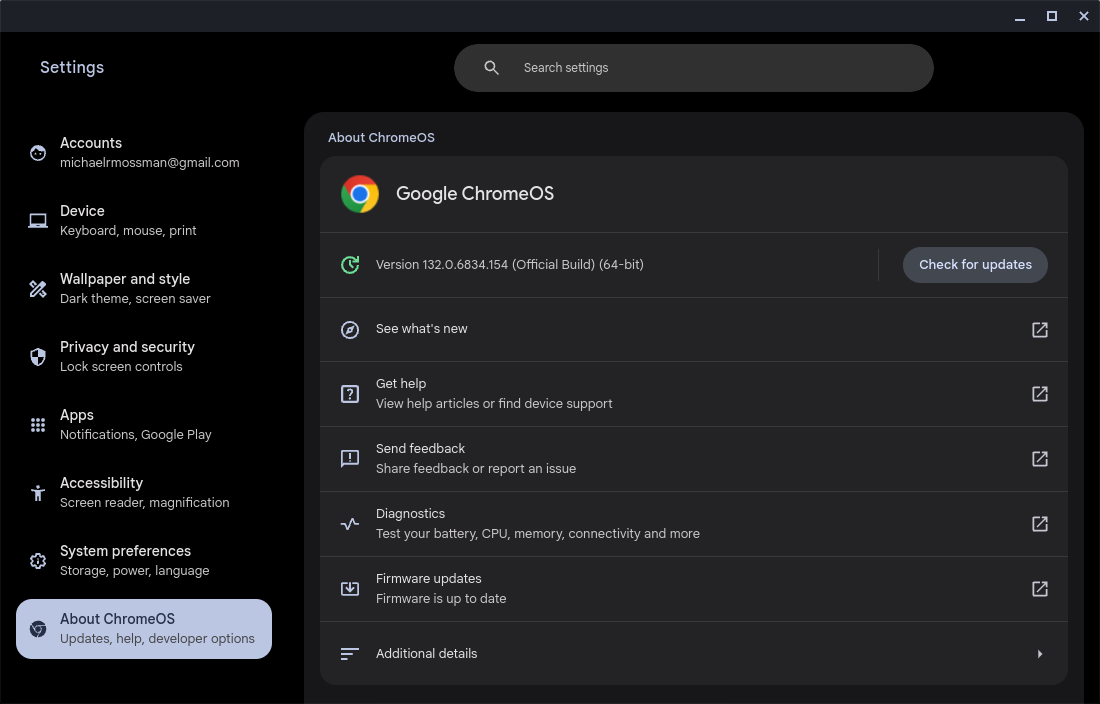 Settings
Search settings
Accounts
michaelrmossman@gmail.com
Device
Keyboard, mouse, print
Wallpaper and style
Dark theme, screen saver
Privacy and security
Lock screen controls
Apps
Notifications, Google Play
Accessibility
Screen reader, magnification
System preferences
Storage, power, language
About ChromeOS
Updates, help, developer options
About ChromeOS
Google ChromeOS
Version 132.0.6834.154 (Official Build) (64-bit)
Check for updates
See what's new
Get help
View help articles or find device support
Send feedback
Share feedback or report an issue
Diagnostics
Test your battery, CPU, memory, connectivity and more
Firmware updates
Firmware is up to date
Additional details